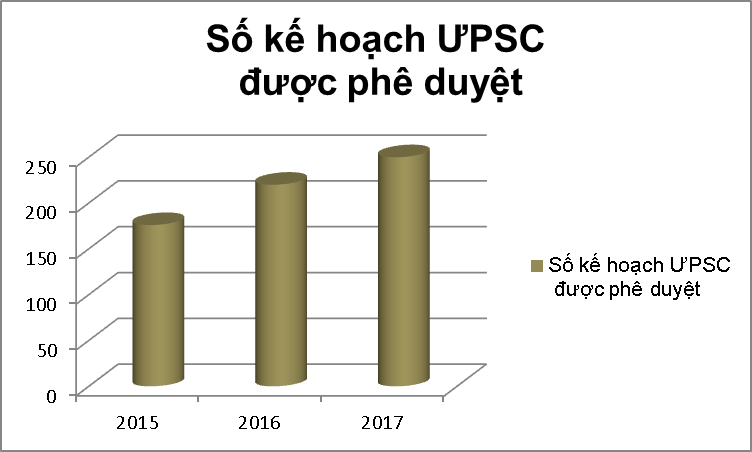 Số kế hoạch ƯPSC
được phê duyệt
250
200
150
100
50
0
2015
2016
2017
Số kế hoạch ƯPSC
được phê duyệt